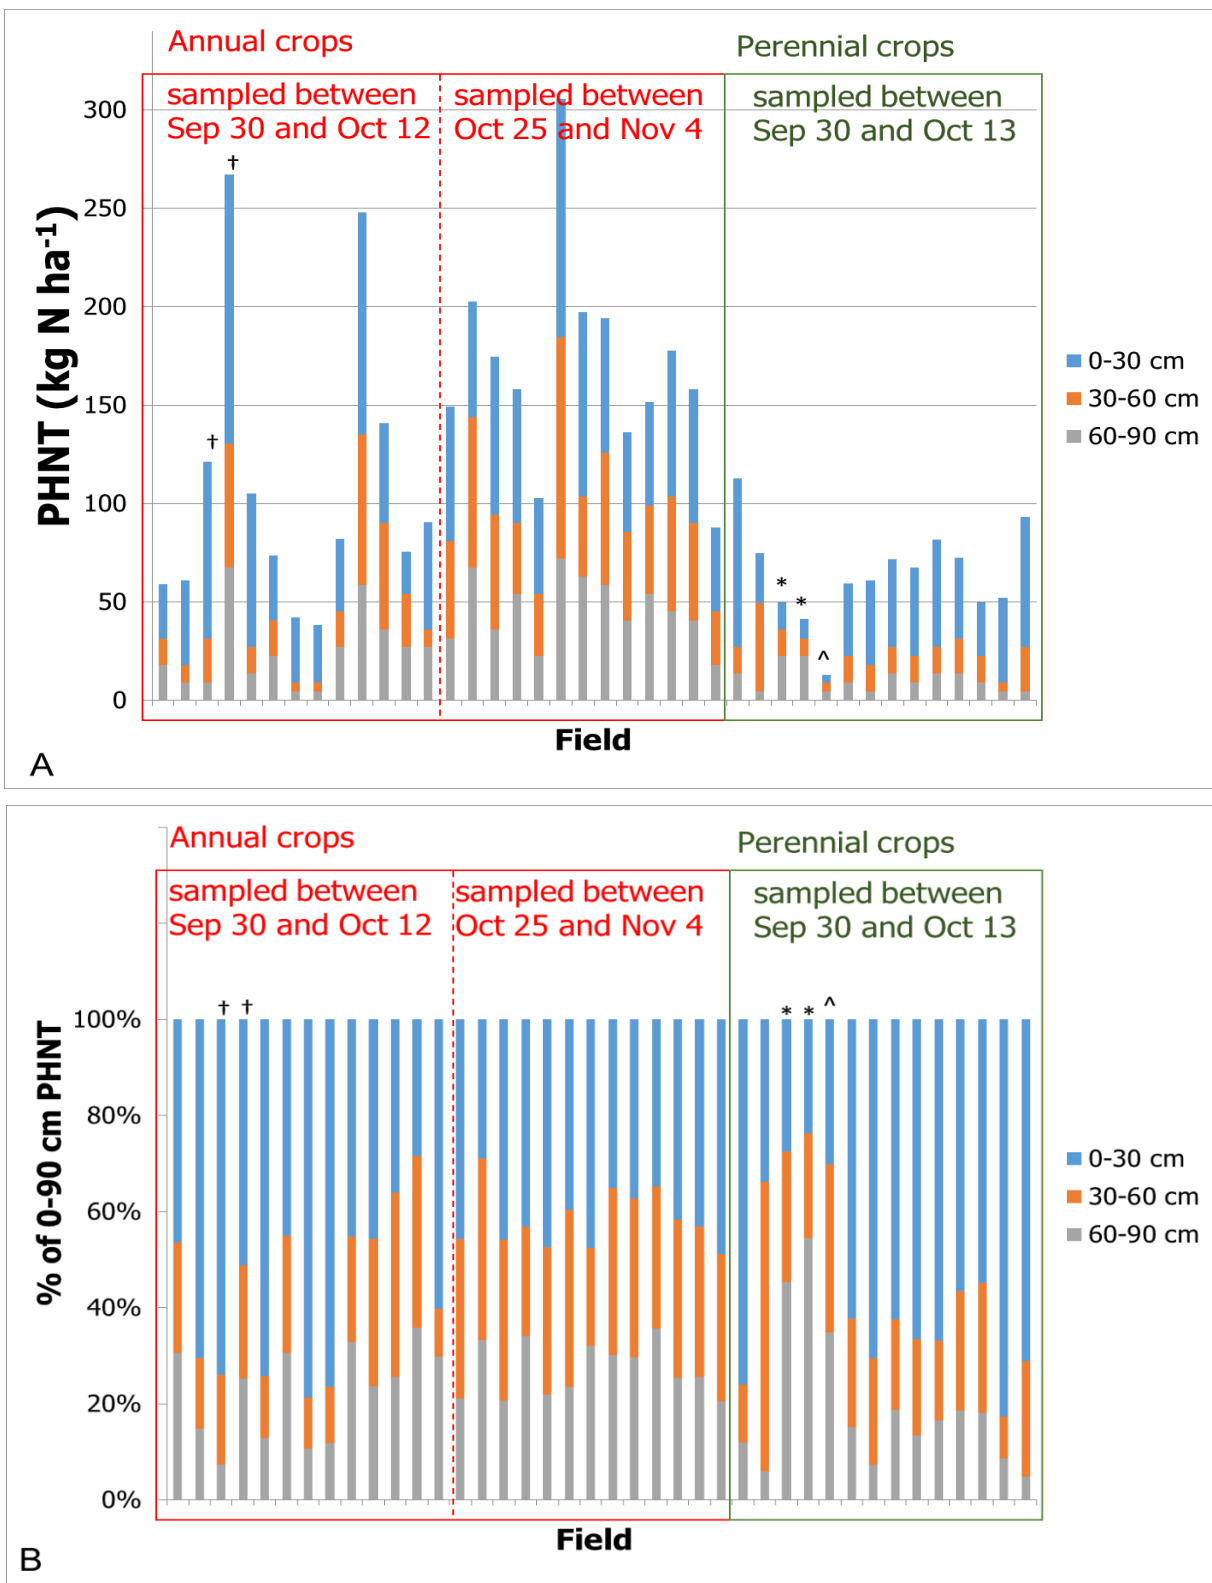 Annual crops
Perennial crops
sampled between
Sep 30 and Oct 12
sampled between
Oct 25 and Nov 4
sampled between
Sep 30 and Oct 13
PHNT (kg N ha-1)
300
250
200
150
100
50
0
†
†
*
*
^
0-30 cm
30-60 cm
60-90 cm
Field
A
Annual crops
Perennial crops
sampled between
Sep 30 and Oct 12
sampled between
Oct 25 and Nov 4
sampled between
Sep 30 and Oct 13
% of 0-90 cm PHNT
† †
* * ^
100%
80%
60%
40%
20%
0%
0-30 cm
30-60 cm
60-90 cm
Field
B